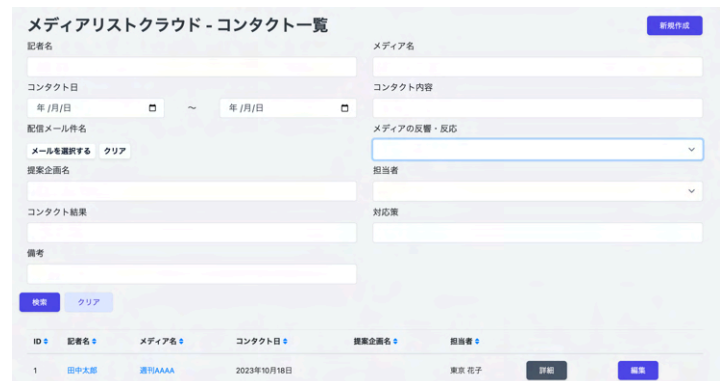 メディアリストクラウド - コンタクト一覧
新規作成
記者名
メディア名
コンタクト日
コンタクト内容
年 /月/日 ～ 年 /月/日
配信メール件名
メディアの反響・反応
メールを選択する クリア
提案企画名
担当者
コンタクト結果
対応策
備考
検索 クリア
ID 記者名 メディア名 コンタクト日 提案企画名 担当者
1 田中太郎 週刊AAAA 2023年10月18日 東京 花子 詳細 編集